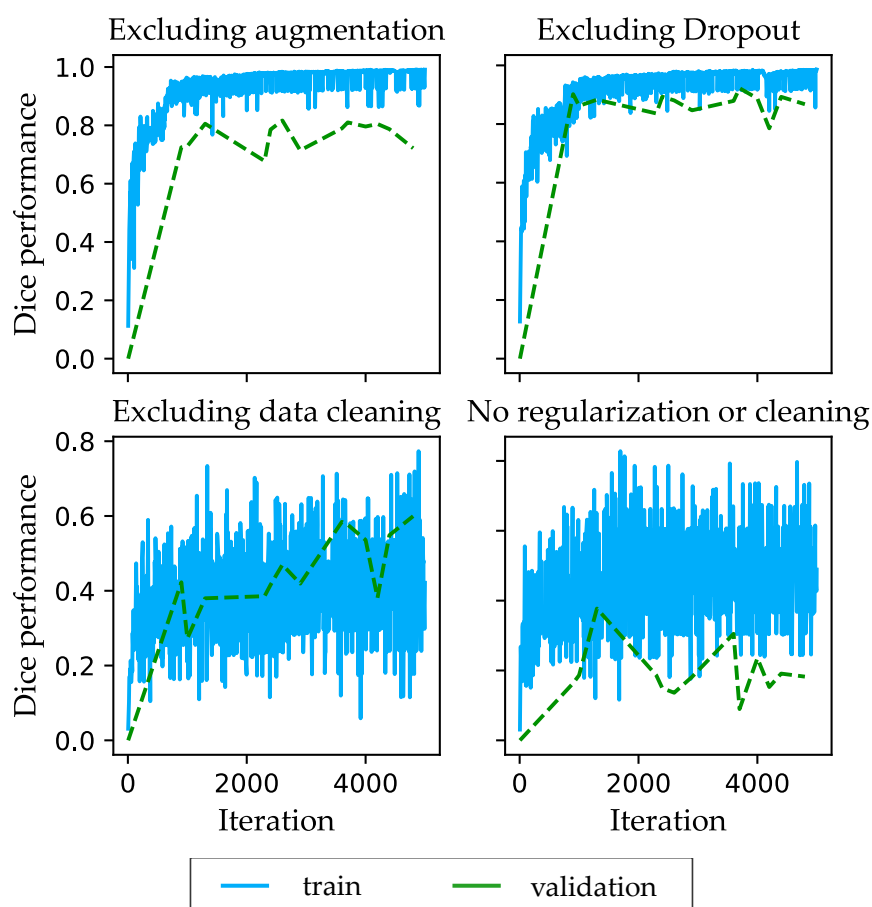 Excluding augmentation
Excluding Dropout
Dice performance
1.0
0.8
0.6
0.4
0.2
0.0
Excluding data cleaning
No regularization or cleaning
Dice performance
0.8
0.6
0.4
0.2
0.0
0 2000 4000
0 2000 4000
Iteration
Iteration
train
validation